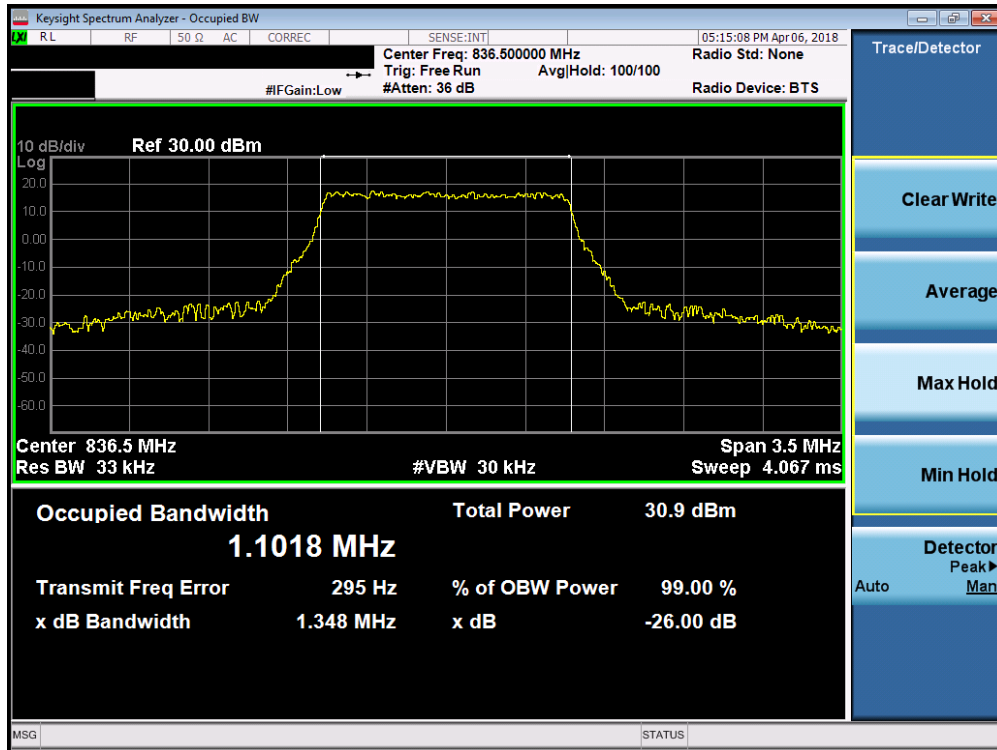 Keysight Spectrum Analyzer - Occupied BW
LXI RL RF 50 Ω AC CORREC SENSE:INT 05:15:08 PM Apr 06, 2018
Center Freq: 836.500000 MHz Radio Std: None
Trig: Free Run Avg|Hold: 100/100
#IFGain:Low #Atten: 36 dB Radio Device: BTS
10 dB/div Ref 30.00 dBm
Log
20.0
10.0
0.00
-10.0
-20.0
-30.0
-40.0
-50.0
-60.0
Center 836.5 MHz Span 3.5 MHz
Res BW 33 kHz #VBW 30 kHz Sweep 4.067 ms
Occupied Bandwidth Total Power 30.9 dBm
1.1018 MHz
Transmit Freq Error 295 Hz % of OBW Power 99.00 %
x dB Bandwidth 1.348 MHz x dB -26.00 dB
MSG STATUS
Trace/Detector
Clear Write
Average
Max Hold
Min Hold
Detector
Peak▶
Auto Man